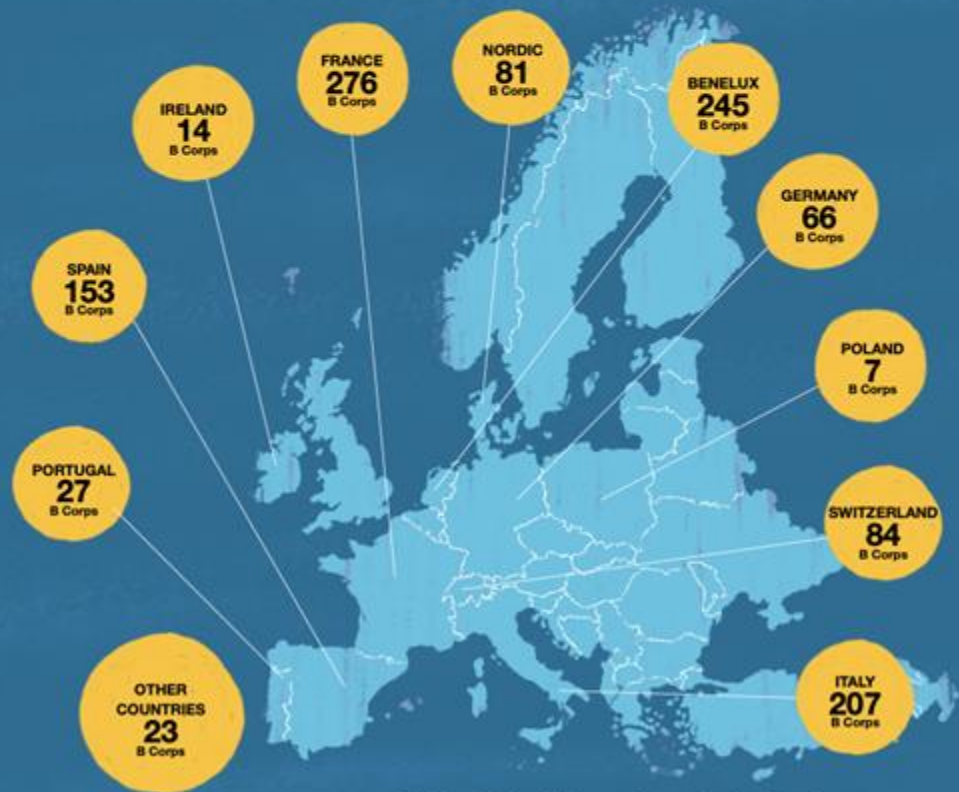 NORDIC
81
B Corps
FRANCE
276
B Corps
BENELUX
245
B Corps
IRELAND
14
B Corps
GERMANY
66
B Corps
SPAIN
153
B Corps
POLAND
7
B Corps
PORTUGAL
27
B Corps
SWITZERLAND
84
B Corps
OTHER
COUNTRIES
23
B Corps
ITALY
207
B Corps